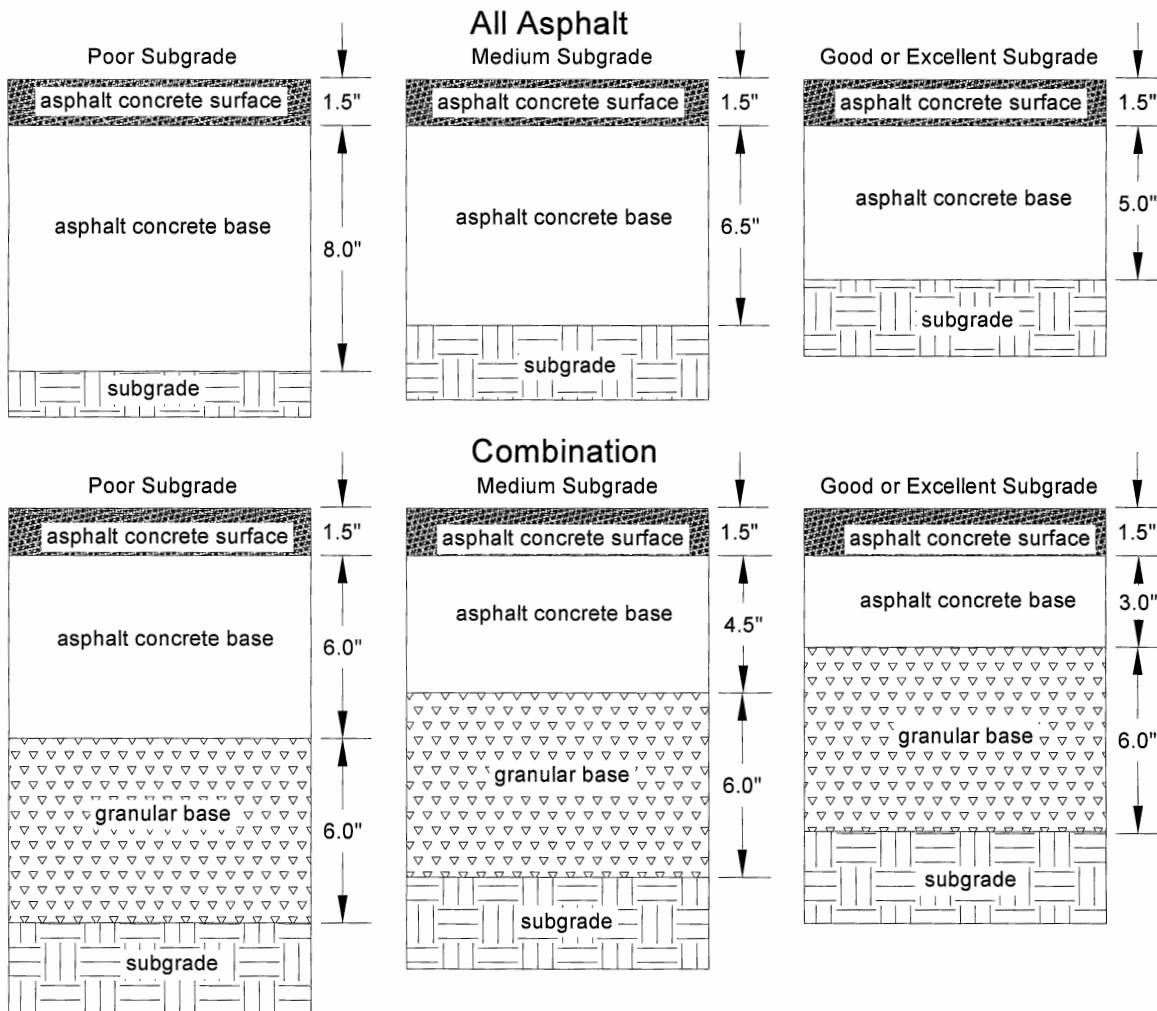 All Asphalt
Poor Subgrade
asphalt concrete surface
1.5"
asphalt concrete base
8.0"
subgrade
Medium Subgrade
asphalt concrete surface
1.5"
asphalt concrete base
6.5"
subgrade
Good or Excellent Subgrade
asphalt concrete surface
1.5"
asphalt concrete base
5.0"
subgrade
Combination
Poor Subgrade
asphalt concrete surface
1.5"
asphalt concrete base
6.0"
granular base
6.0"
subgrade
Medium Subgrade
asphalt concrete surface
1.5"
asphalt concrete base
4.5"
granular base
6.0"
subgrade
Good or Excellent Subgrade
asphalt concrete surface
1.5"
asphalt concrete base
3.0"
granular base
6.0"
subgrade